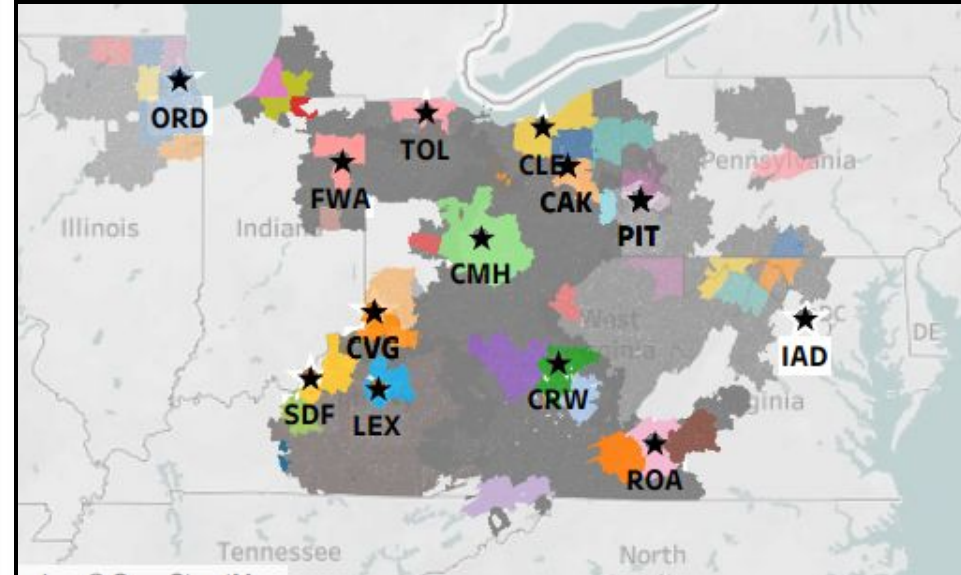 ORD
TOL
CLE
Pennsylvania
FWA
CAK
Illinois
Indiana
PIT
CMH
West
DE
CVG
IAD
CRW
SDF
LEX
ROA
Tennessee
North